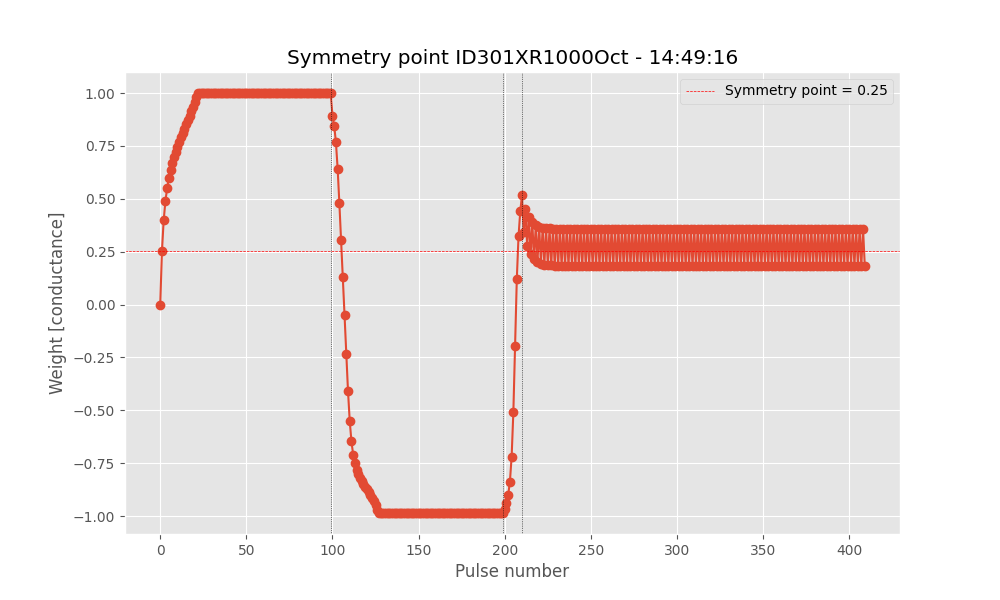 Symmetry point ID301XR1000Oct - 14:49:16
Symmetry point = 0.25
Weight [conductance]
1.00
0.75
0.50
0.25
0.00
−0.25
−0.50
−0.75
−1.00
0 50 100 150 200 250 300 350 400
Pulse number